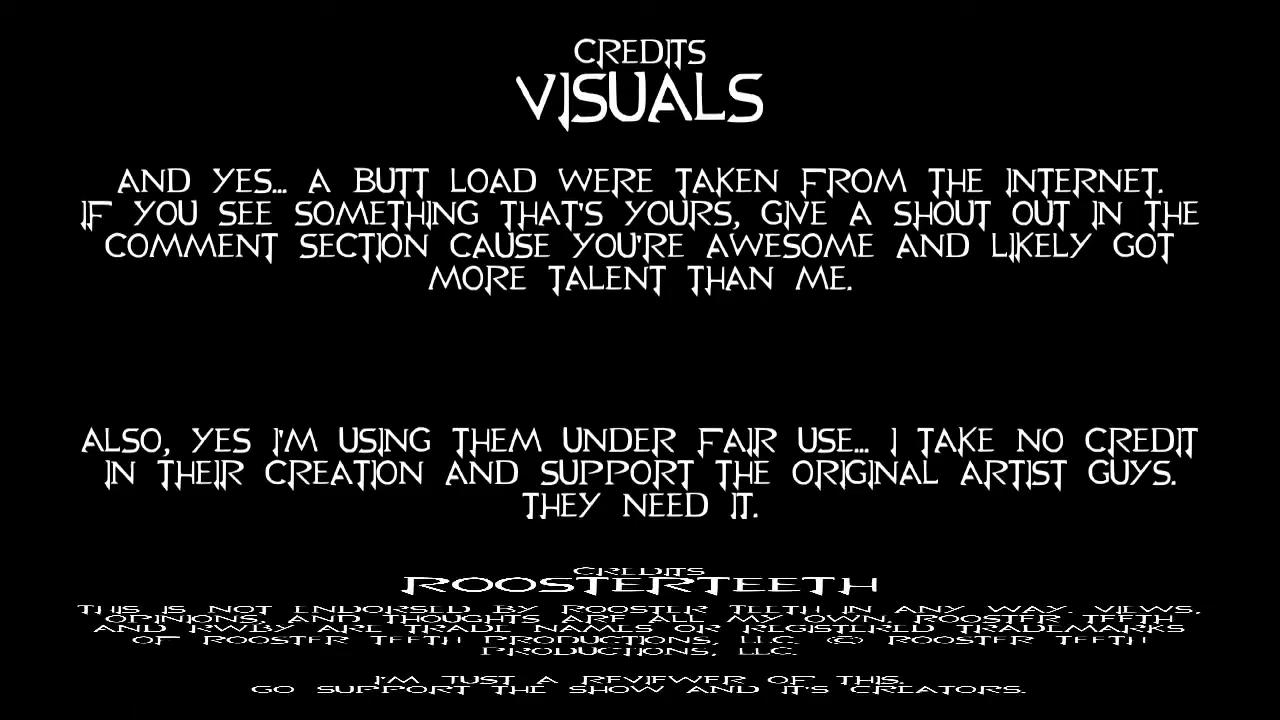 CREDITS
VISUALS
AND YES... A BUTT LOAD WERE TAKEN FROM THE INTERNET.
IF YOU SEE SOMETHING THAT'S YOURS, GIVE A SHOUT OUT IN THE
COMMENT SECTION CAUSE YOU'RE AWESOME AND LIKELY GOT
MORE TALENT THAN ME.
ALSO, YES I'M USING THEM UNDER FAIR USE... I TAKE NO CREDIT
IN THEIR CREATION AND SUPPORT THE ORIGINAL ARTIST GUYS.
THEY NEED IT.
CREDITS
ROOSTERTEETH
THIS IS NOT ENDORSED BY ROOSTER TEETH IN ANY WAY. VIEWS,
OPINIONS, AND THOUGHTS ARE ALL MY OWN. ROOSTER TEETH
AND RWBY ARE TRADE NAMES OR REGISTERED TRADEMARKS
OF ROOSTER TEETH PRODUCTIONS, LLC. (C) ROOSTER TEETH
PRODUCTIONS, LLC.
I'M JUST A REVIEWER OF THIS.
GO SUPPORT THE SHOW AND IT'S CREATORS.